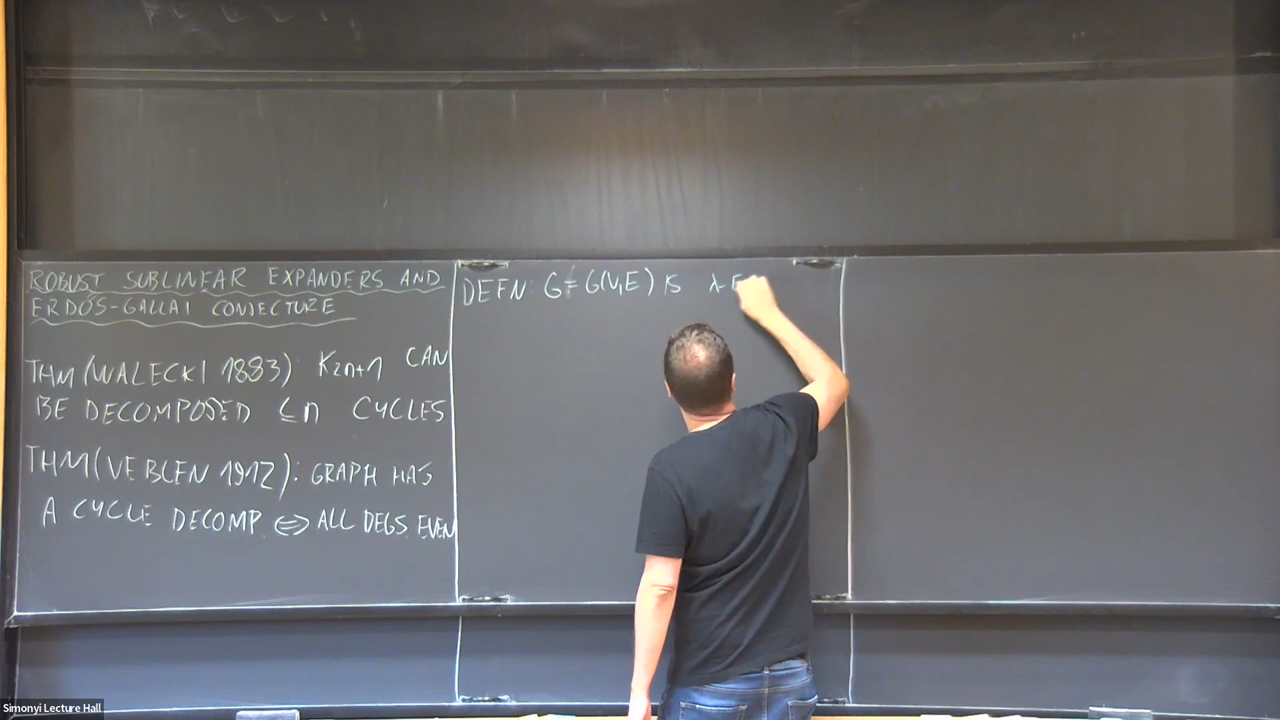 ROBUST SUBLINEAR EXPANDERS AND
ERDŐS-GALLAI CONJECTURE
THM (WALECKI 1883): K2n+1 CAN
BE DECOMPOSED ≤n CYCLES
THM (VEBLEN 1912): GRAPH HAS
A CYCLE DECOMP. ⇔ ALL DEGS. EVEN
DEFN: G = G(V,E) IS λ-E
Simonyi Lecture Hall